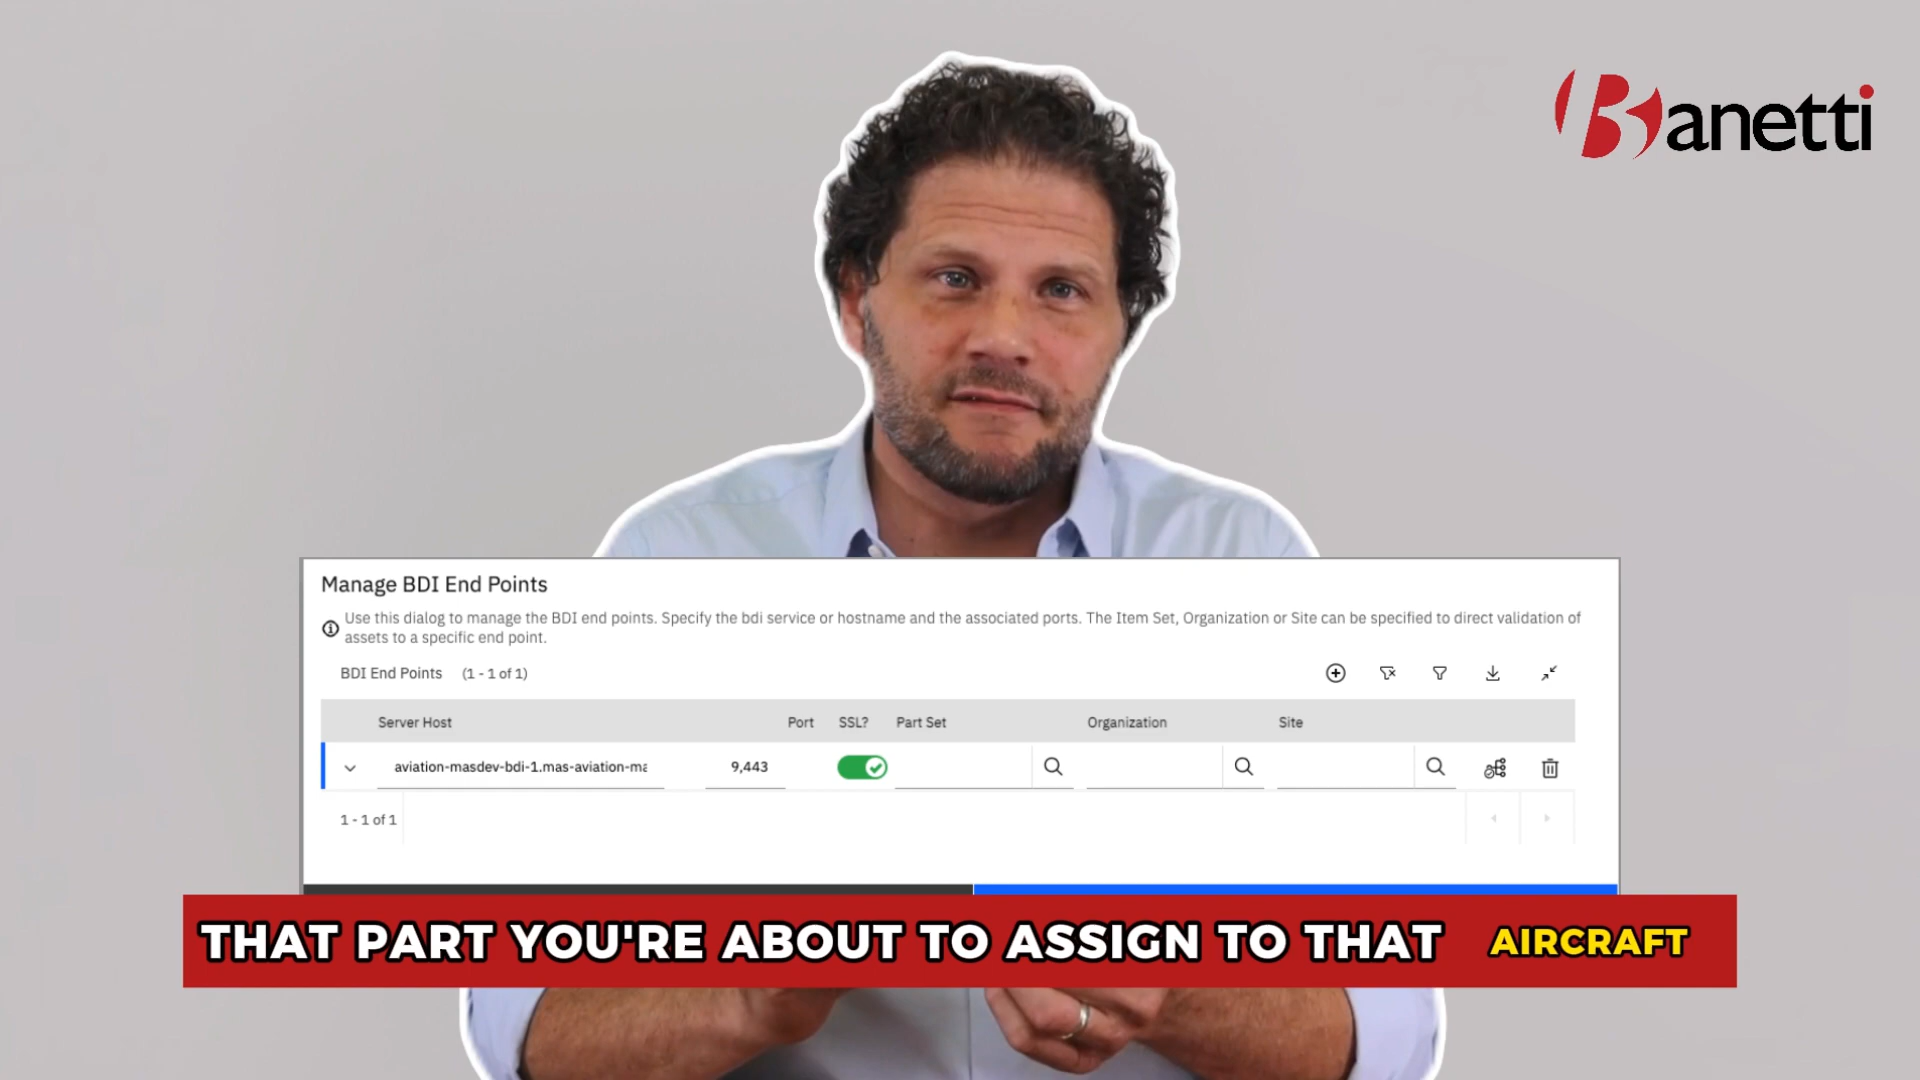 Banetti
Manage BDI End Points
Use this dialog to manage the BDI end points. Specify the bdi service or hostname and the associated ports. The Item Set, Organization or Site can be specified to direct validation of
assets to a specific end point.
BDI End Points (1 - 1 of 1)
Server Host Port SSL? Part Set Organization Site
aviation-masdev-bdi-1.mas-aviation-ma 9,443
1 - 1 of 1
THAT PART YOU'RE ABOUT TO ASSIGN TO THAT AIRCRAFT